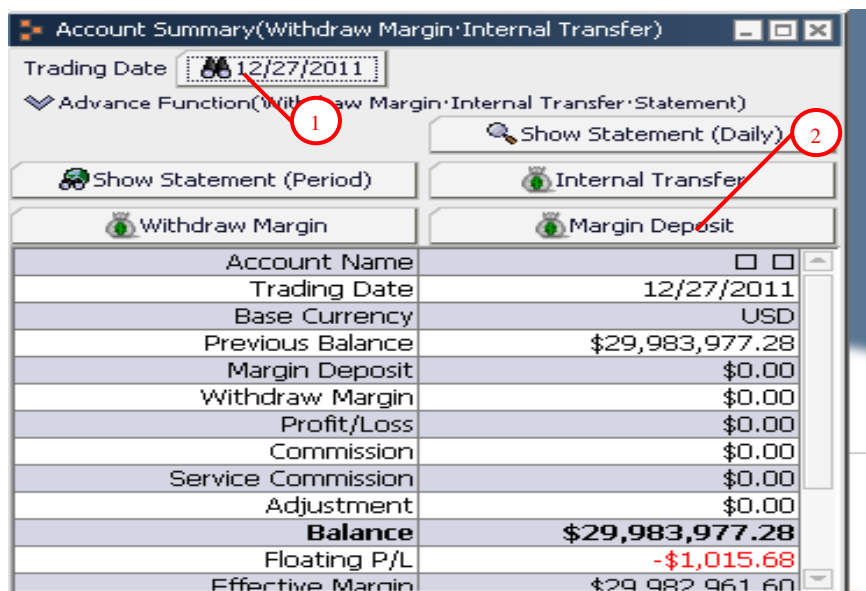 Account Summary(Withdraw Margin·Internal Transfer)
Trading Date 12/27/2011
Advance Function(Withdraw Margin·Internal Transfer·Statement)
1
Show Statement (Daily)
2
Show Statement (Period) Internal Transfer
Withdraw Margin Margin Deposit
Account Name □ □
Trading Date 12/27/2011
Base Currency USD
Previous Balance $29,983,977.28
Margin Deposit $0.00
Withdraw Margin $0.00
Profit/Loss $0.00
Commission $0.00
Service Commission $0.00
Adjustment $0.00
Balance $29,983,977.28
Floating P/L -$1,015.68
Effective Margin $29,982,961.60